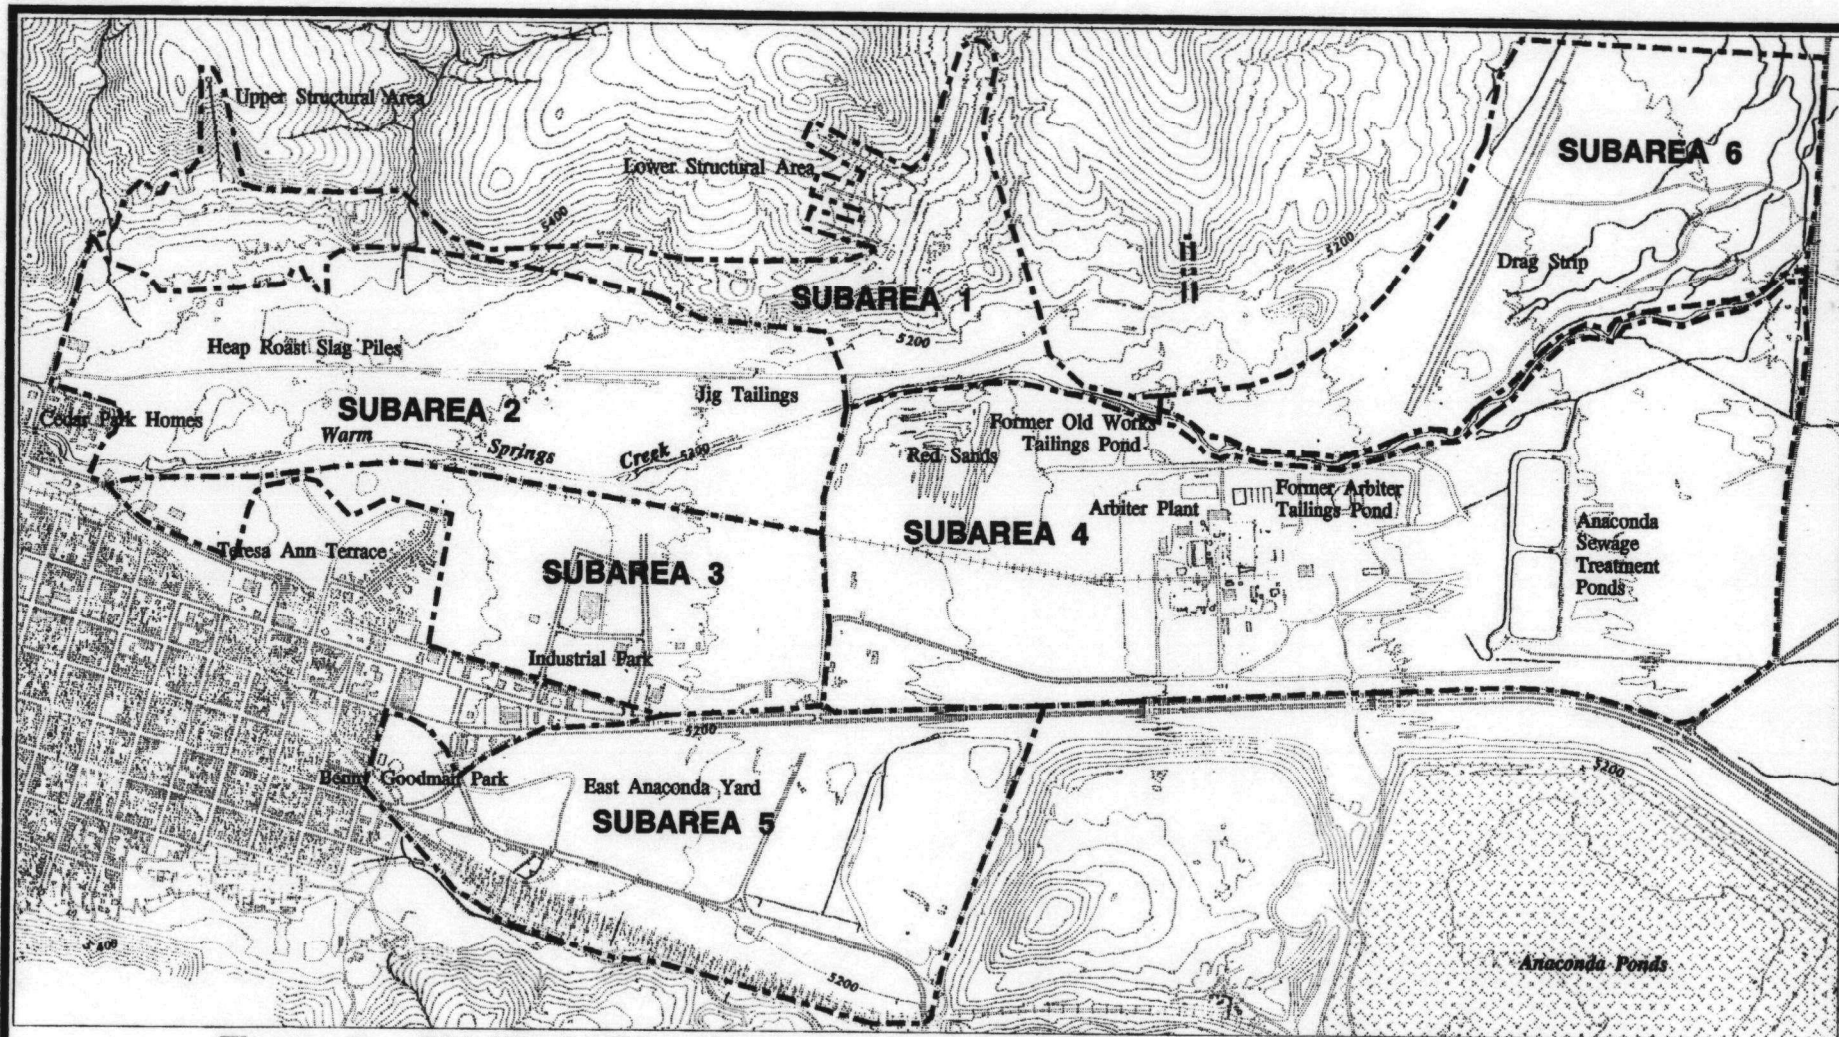 Upper Structural Area
Lower Structural Area
SUBAREA 6
5400
5200
Drag Strip
SUBAREA 1
5200
Heap Roast Slag Piles
Jig Tailings
SUBAREA 2
Cedar Park Homes
Warm Springs Creek
5200
Former Old Works
Tailings Pond
Red Sands
Arbiter Plant
Former Arbiter
Tailings Pond
SUBAREA 4
Anaconda
Sewage
Treatment
Ponds
Teresa Ann Terrace
SUBAREA 3
Industrial Park
5200
Benny Goodman Park
East Anaconda Yard
SUBAREA 5
5200
5400
5200
Anaconda Ponds